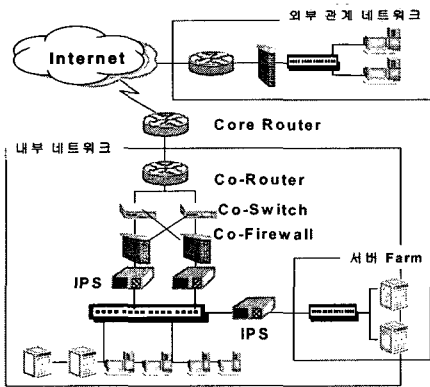 외부 관계 네트워크
Internet
Core Router
내부 네트워크
Co-Router
Co-Switch
Co-Firewall
서버 Farm
IPS
IPS